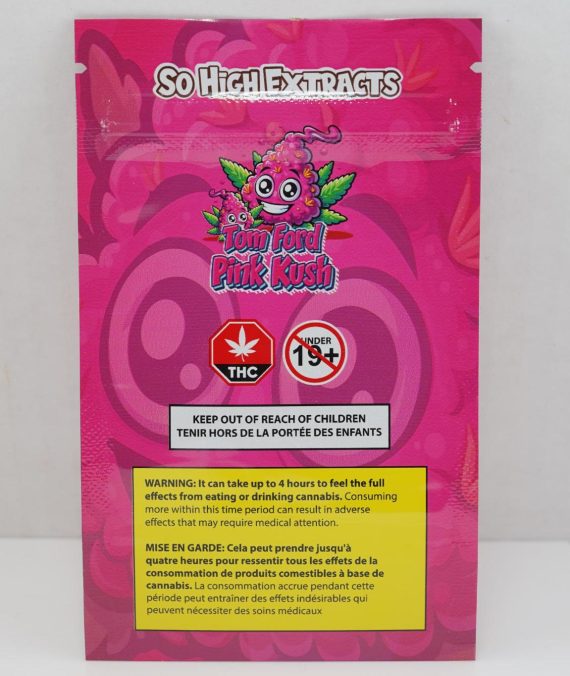 So High Extracts
Tom Ford
Pink Kush
THC
UNDER
19+
KEEP OUT OF REACH OF CHILDREN
TENIR HORS DE LA PORTÉE DES ENFANTS
WARNING: It can take up to 4 hours to feel the full
effects from eating or drinking cannabis. Consuming
more within this time period can result in adverse
effects that may require medical attention.
MISE EN GARDE: Cela peut prendre jusqu'à
quatre heures pour ressentir tous les effets de la
consommation de produits comestibles à base de
cannabis. La consommation accrue pendant cette
période peut entraîner des effets indésirables qui
peuvent nécessiter des soins médicaux